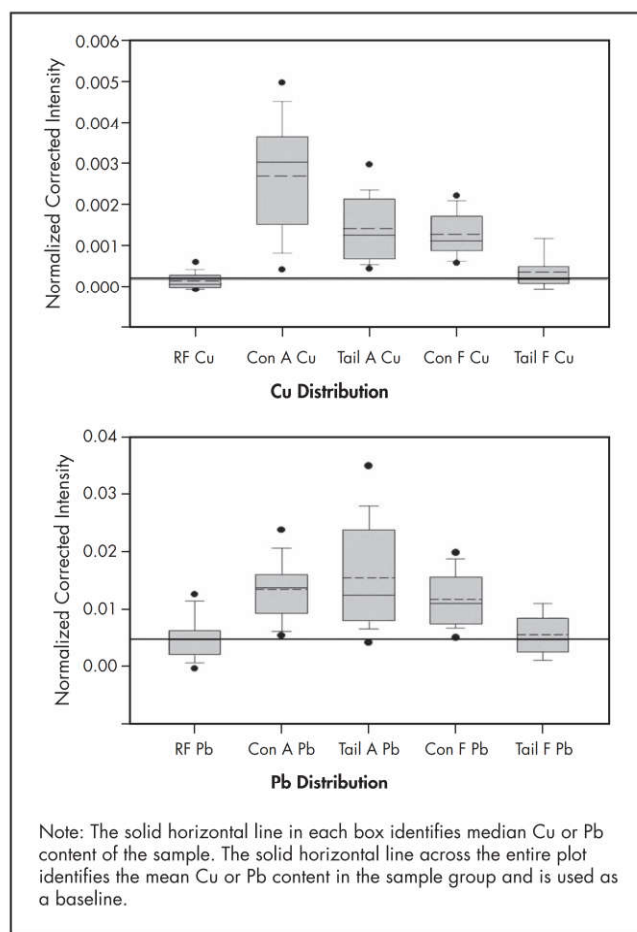 Normalized Corrected Intensity
0.006
0.005
0.004
0.003
0.002
0.001
0.000
RF Cu Con A Cu Tail A Cu Con F Cu Tail F Cu
Cu Distribution
Normalized Corrected Intensity
0.04
0.03
0.02
0.01
0.00
RF Pb Con A Pb Tail A Pb Con F Pb Tail F Pb
Pb Distribution
Note: The solid horizontal line in each box identifies median Cu or Pb
content of the sample. The solid horizontal line across the entire plot
identifies the mean Cu or Pb content in the sample group and is used as
a baseline.